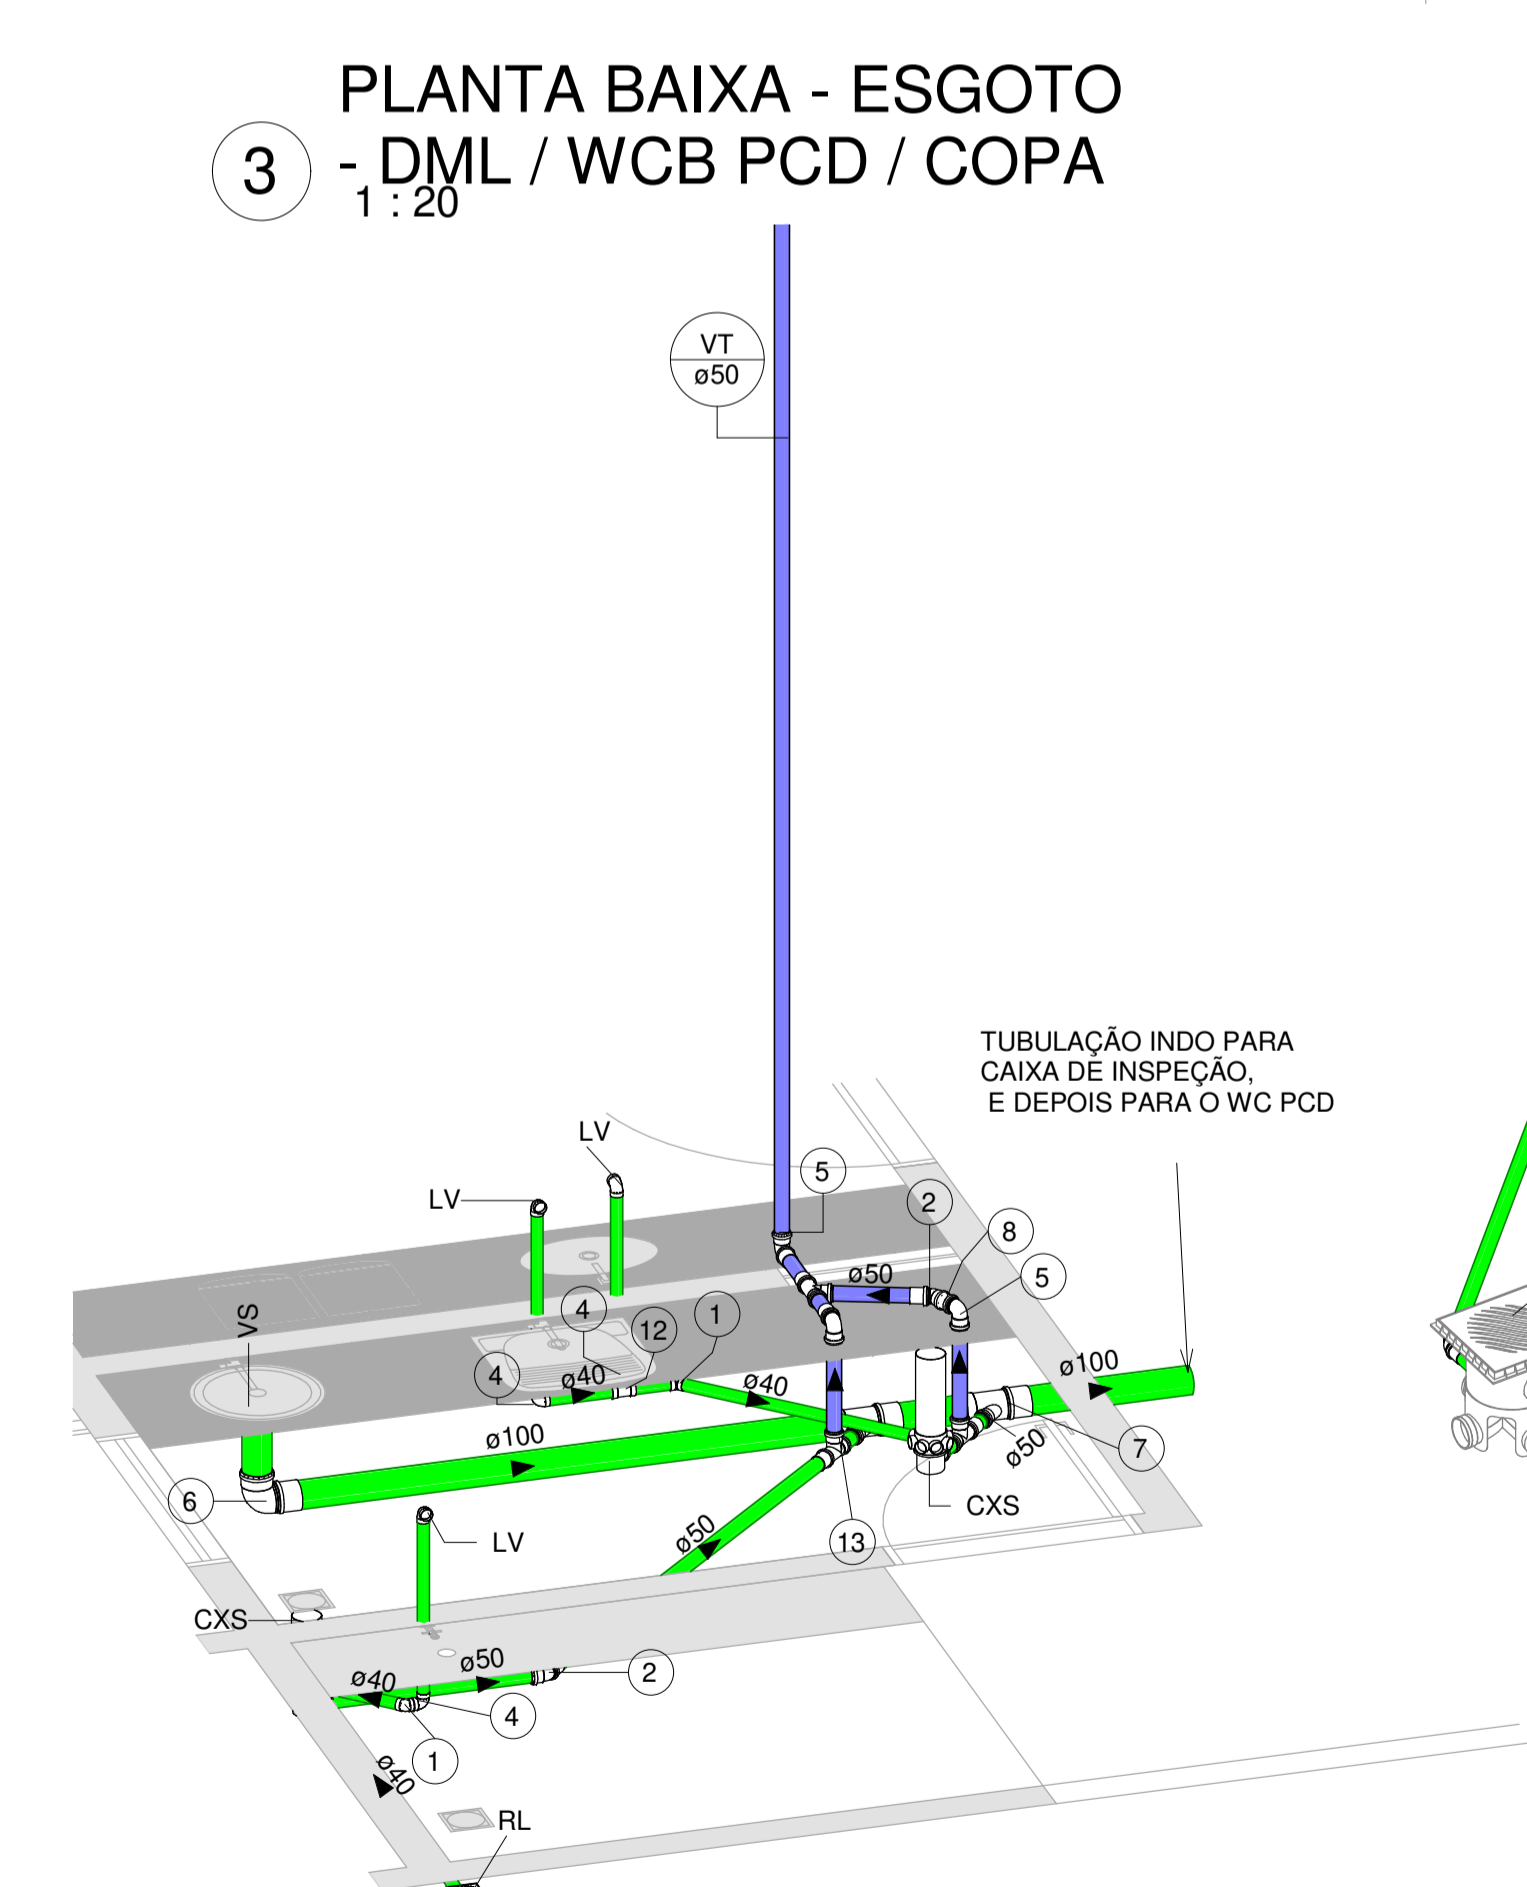 PLANTA BAIXA - ESGOTO
3
- DML / WCB PCD / COPA
1 : 20
VT
ø50
TUBULAÇÃO INDO PARA
CAIXA DE INSPEÇÃO,
E DEPOIS PARA O WC PCD
LV
LV
5
2
8
5
ø50
VS
4
12
1
4
ø40
ø40
ø100
ø100
ø50
7
6
CXS
LV
ø50
13
CXS
ø50
2
ø40
4
1
ø40
RL